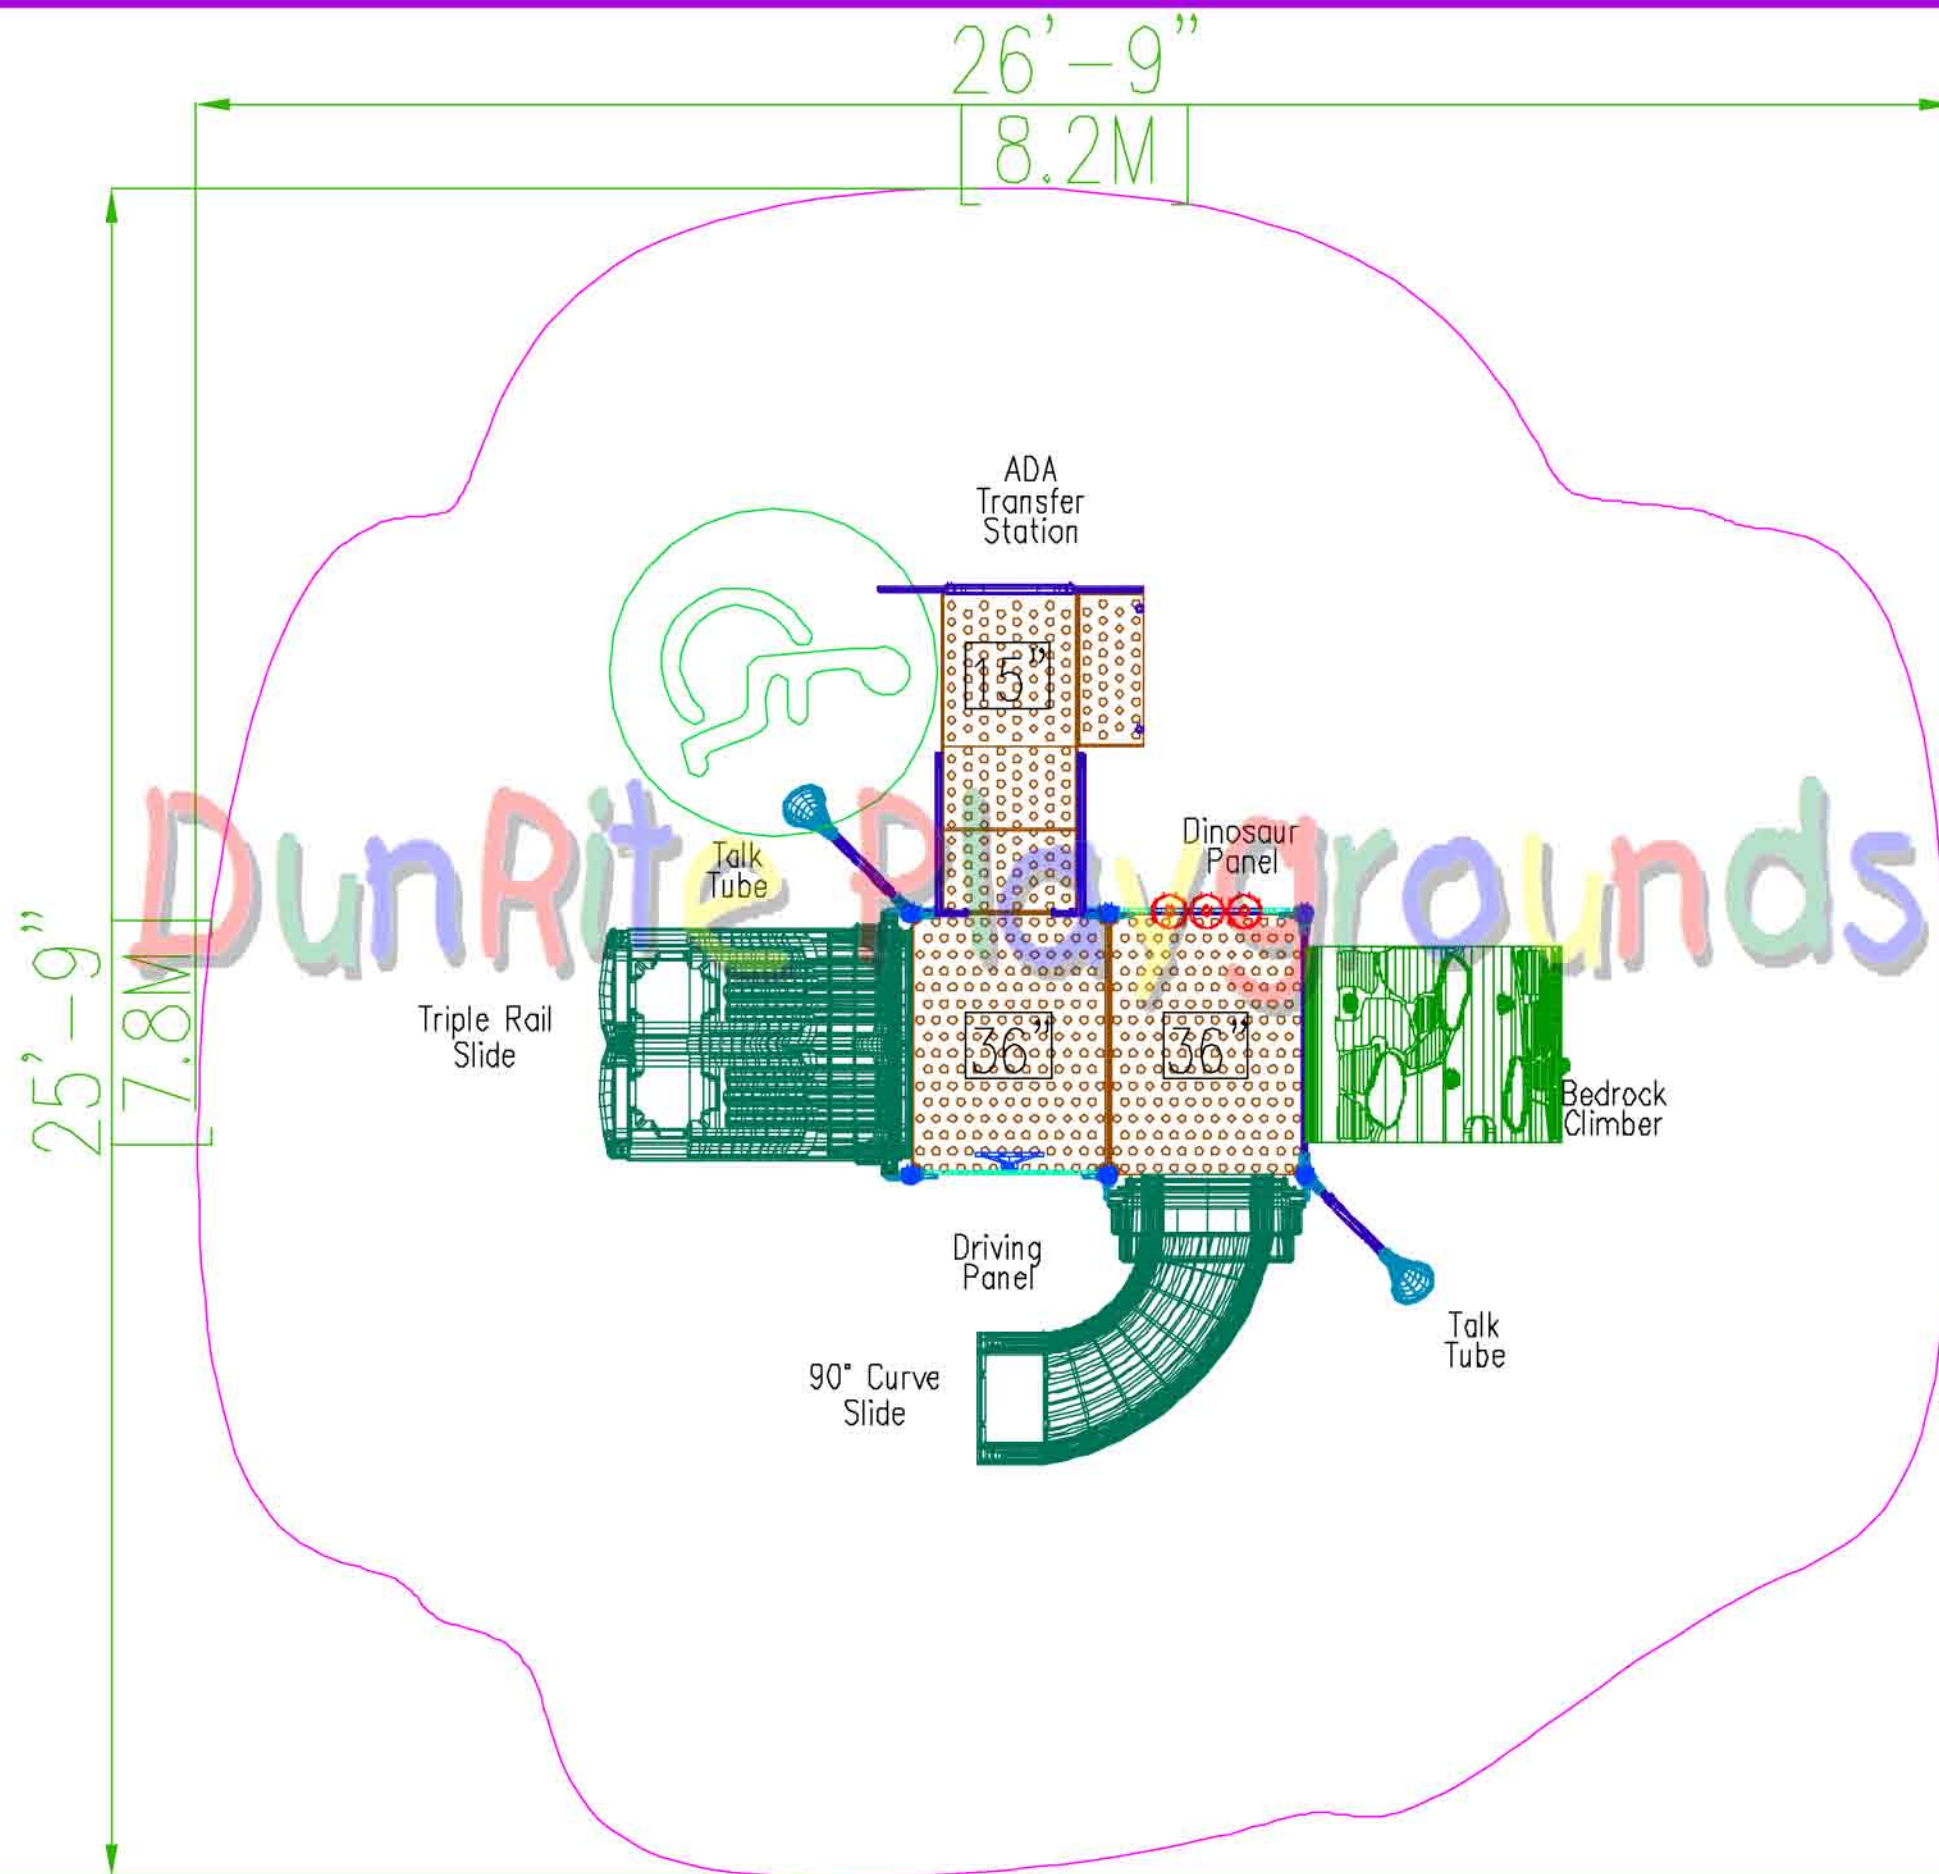 26'-9"
8.2M
ADA
Transfer
Station
15"
DunRite Playgrounds
Talk
Tube
Dinosaur
Panel
25'-9"
7.8M
Triple Rail
Slide
36"
36"
Bedrock
Climber
Driving
Panel
Talk
Tube
90° Curve
Slide